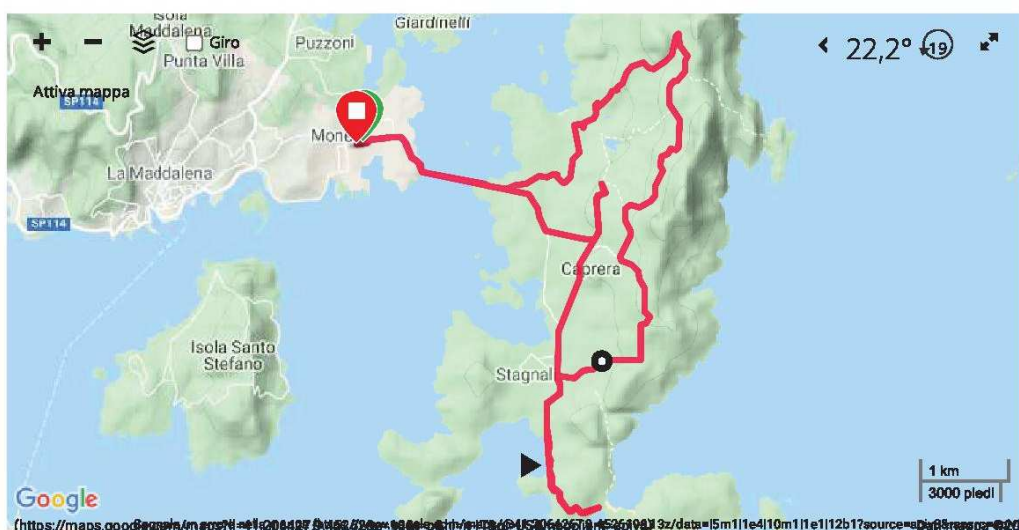 Isola
Maddalena
Giardinelli
+ − Giro
Puzzoni
22,2° 19
Punta Villa
Attiva mappa
SP114
Mone
La Maddalena
SP114
Caprera
Isola Santo
Stefano
Stagnal
1 km
3000 piedi
Google